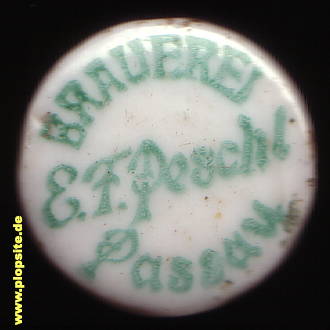 BRAUEREI
E.F. Peschl
Passau
www.plopsite.de